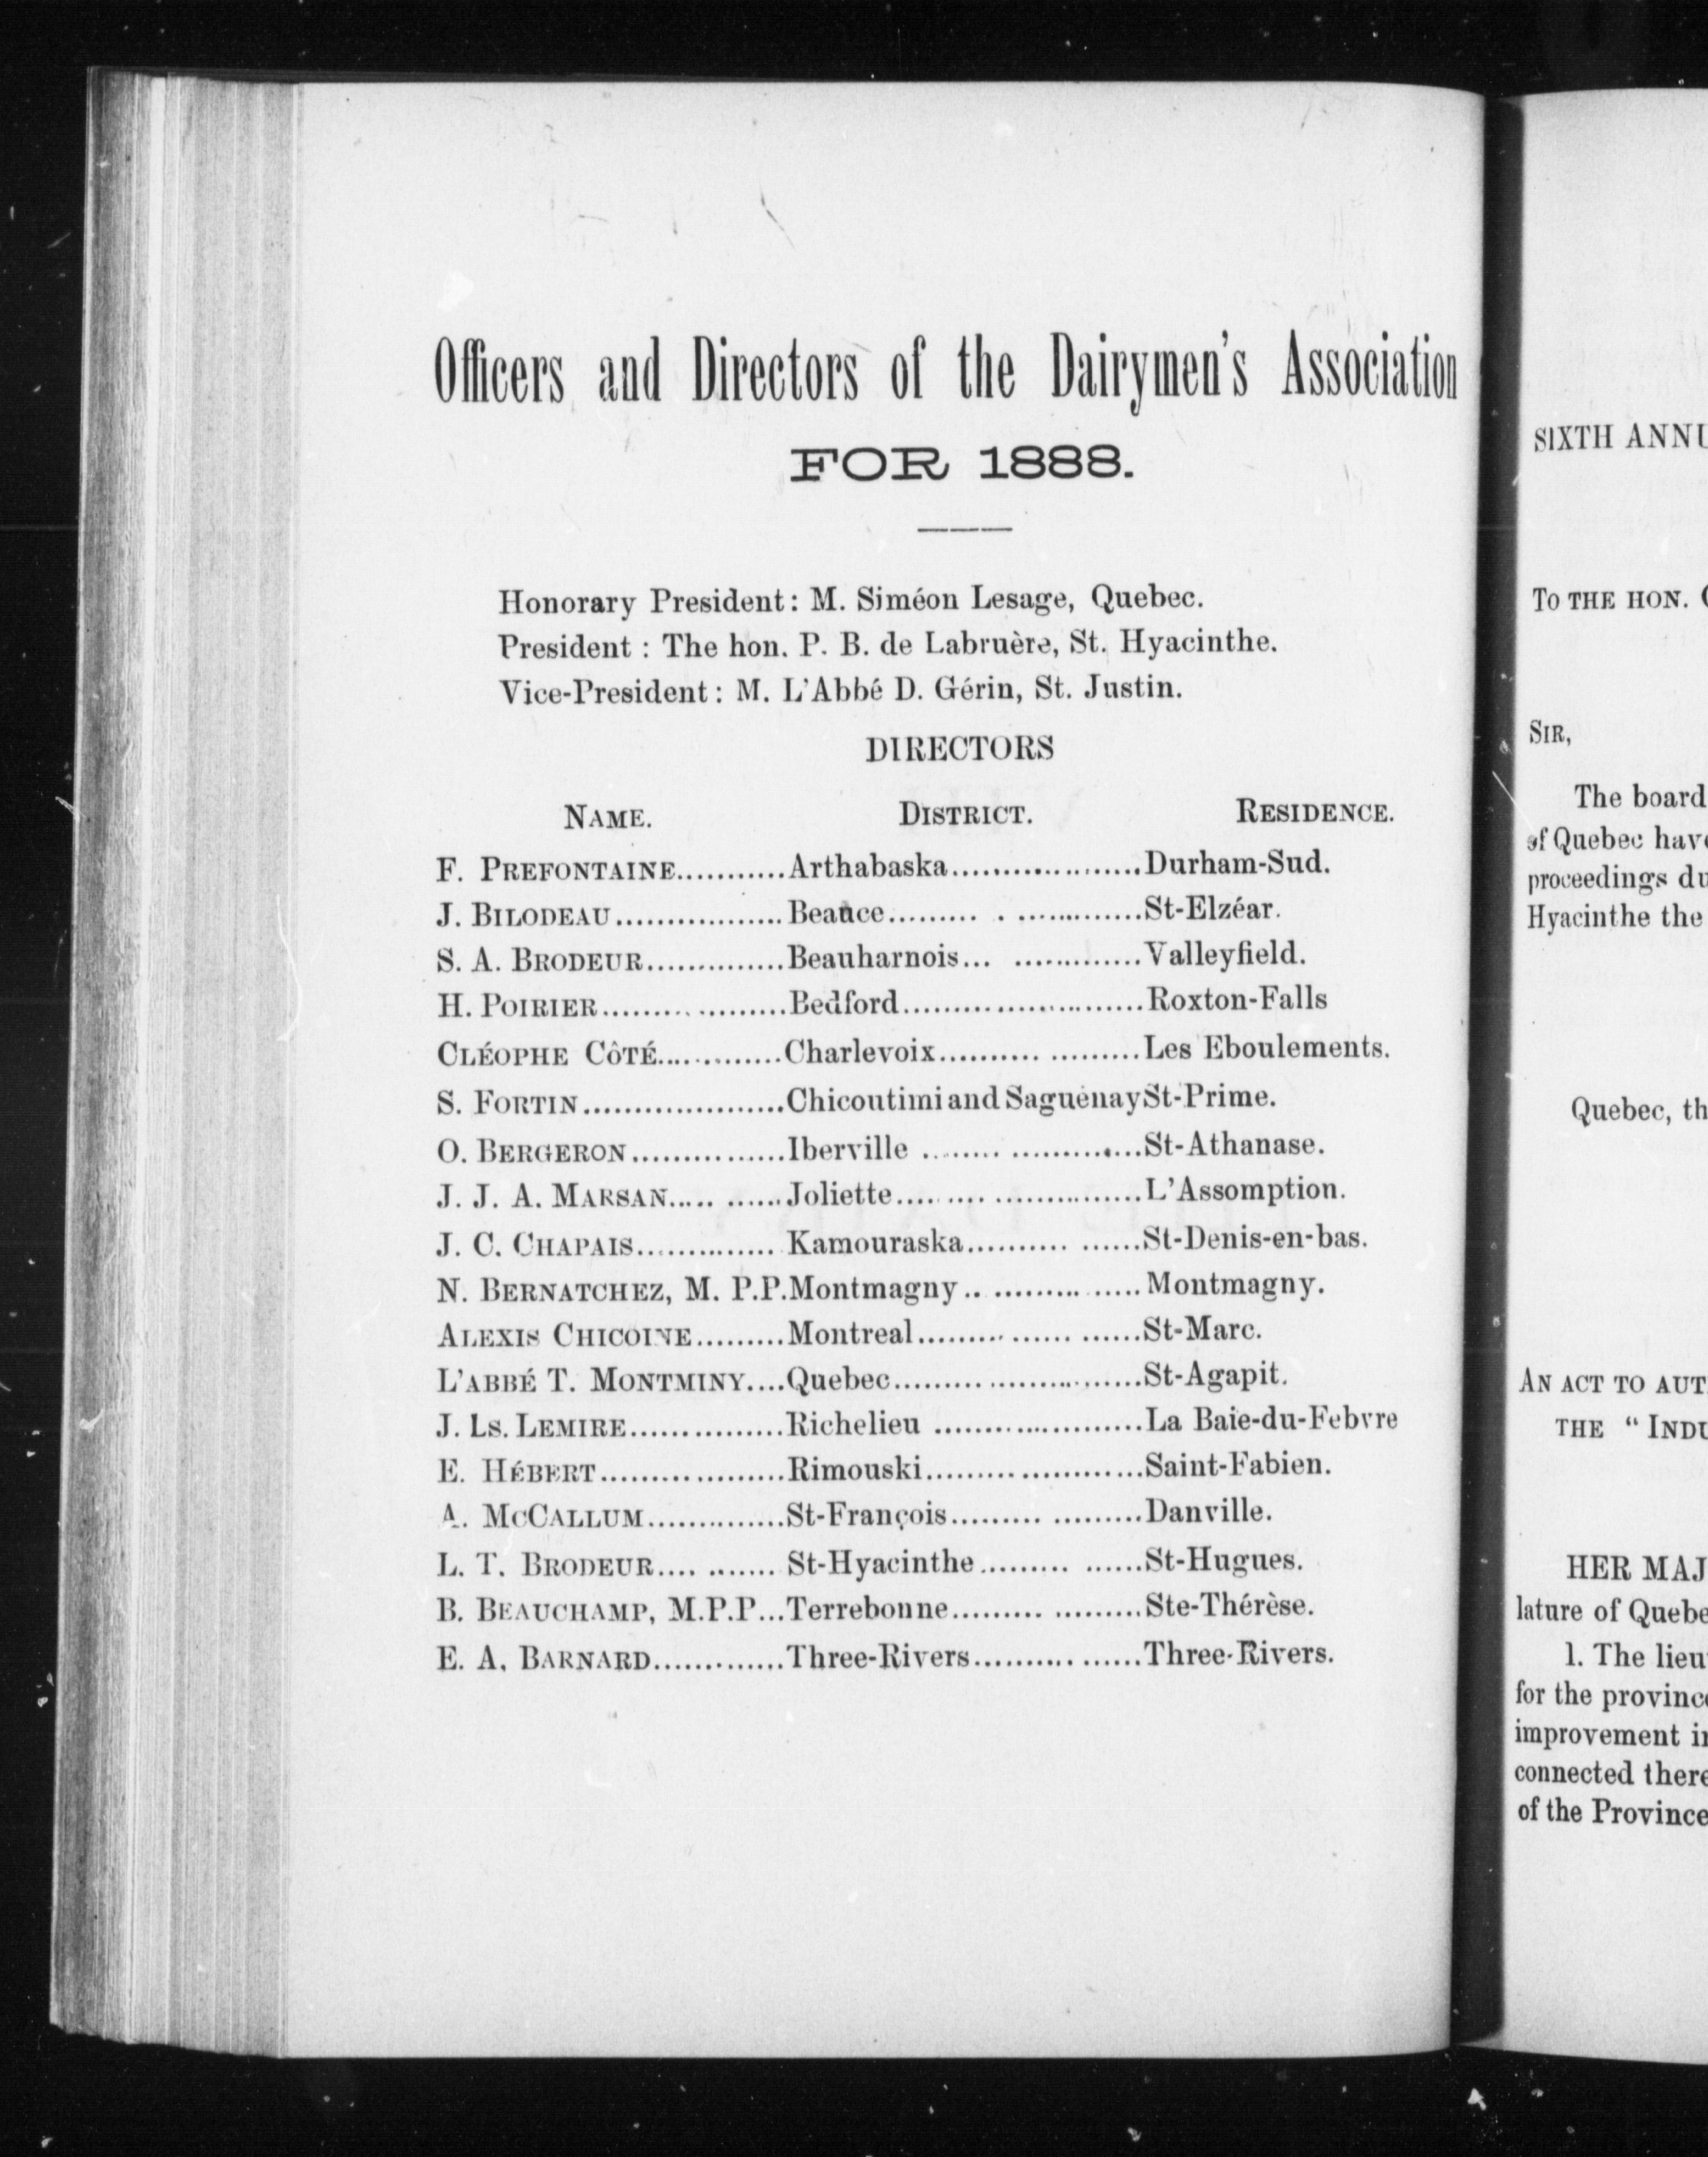 Officers and Directors of the Dairymen's Association
FOR 1888.
Honorary President: M. Siméon Lesage, Quebec.
President : The hon. P. B. de Labruère, St. Hyacinthe.
Vice-President: M. L'Abbé D. Gérin, St. Justin.
DIRECTORS
NAME. DISTRICT. RESIDENCE.
F. PREFONTAINE...........Arthabaska...................Durham-Sud.
J. BILODEAU.................Beauce......... . .............St-Elzéar.
S. A. BRODEUR..............Beauharnois... .............Valleyfield.
H. POIRIER...................Bedford........................Roxton-Falls
CLÉOPHE CÔTÉ.............Charlevoix.......... .........Les Eboulements.
S. FORTIN.....................Chicoutimi and Saguenay St-Prime.
O. BERGERON................Iberville ........ .............St-Athanase.
J. J. A. MARSAN..... ......Joliette......... ...............L'Assomption.
J. C. CHAPAIS.............. Kamouraska.......... ......St-Denis-en-bas.
N. BERNATCHEZ, M. P.P.Montmagny.. ............... Montmagny.
ALEXIS CHICOINE.........Montreal................ ......St-Marc.
L'ABBÉ T. MONTMINY....Quebec......... ...............St-Agapit.
J. LS. LEMIRE................Richelieu .....................La Baie-du-Febvre
E. HÉBERT...................Rimouski......................Saint-Fabien.
A. MCCALLUM..............St-François......... .........Danville.
L. T. BRODEUR.... ....... St-Hyacinthe......... ......St-Hugues.
B. BEAUCHAMP, M.P.P...Terrebonne......... .........Ste-Thérèse.
E. A. BARNARD.............Three-Rivers.......... ......Three-Rivers.
SIXTH ANNU
TO THE HON.
SIR,
The board
of Quebec have
proceedings du
Hyacinthe the
Quebec, th
AN ACT TO AUT
THE " INDU
HER MAJ
lature of Quebe
1. The lieu
for the province
improvement in
connected there
of the Province